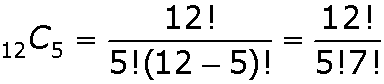 ₁₂C₅ = 12!/(5!(12 − 5)!) = 12!/(5!7!)